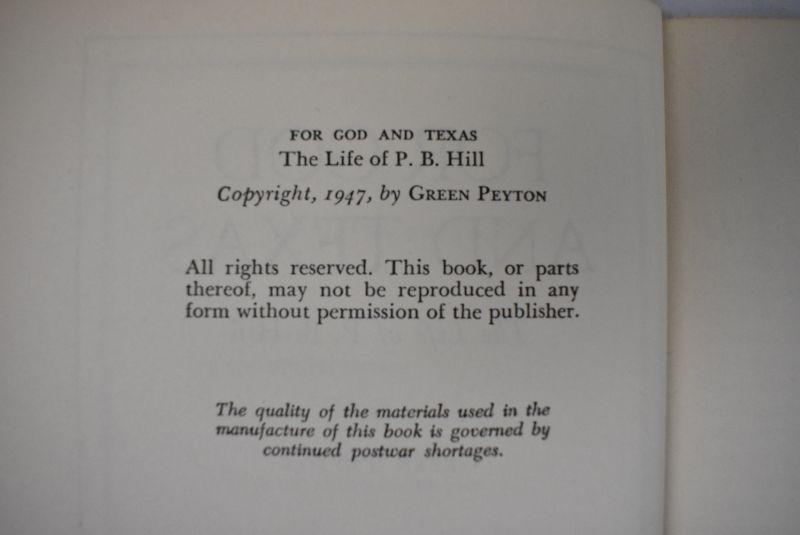 FOR GOD AND TEXAS
The Life of P. B. Hill
Copyright, 1947, by GREEN PEYTON
All rights reserved. This book, or parts
thereof, may not be reproduced in any
form without permission of the publisher.
The quality of the materials used in the
manufacture of this book is governed by
continued postwar shortages.